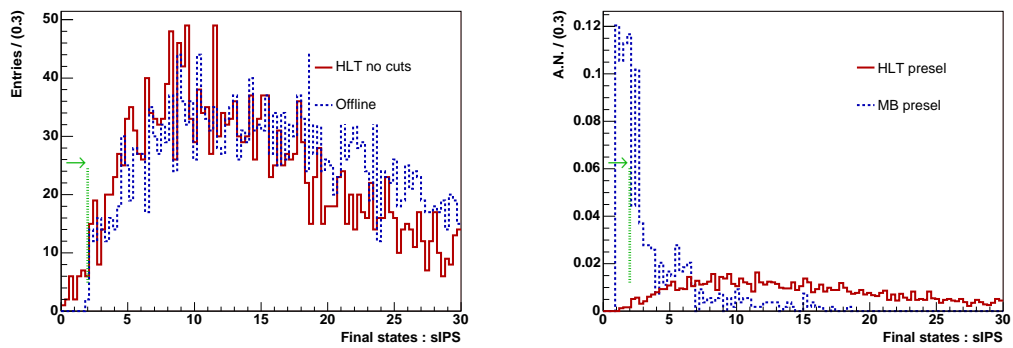 Entries / (0.3)
50
40
30
20
10
0
HLT no cuts
Offline
0 5 10 15 20 25 30
Final states : sIPS
A.N. / (0.3)
0.12
0.1
0.08
0.06
0.04
0.02
0
HLT presel
MB presel
0 5 10 15 20 25 30
Final states : sIPS